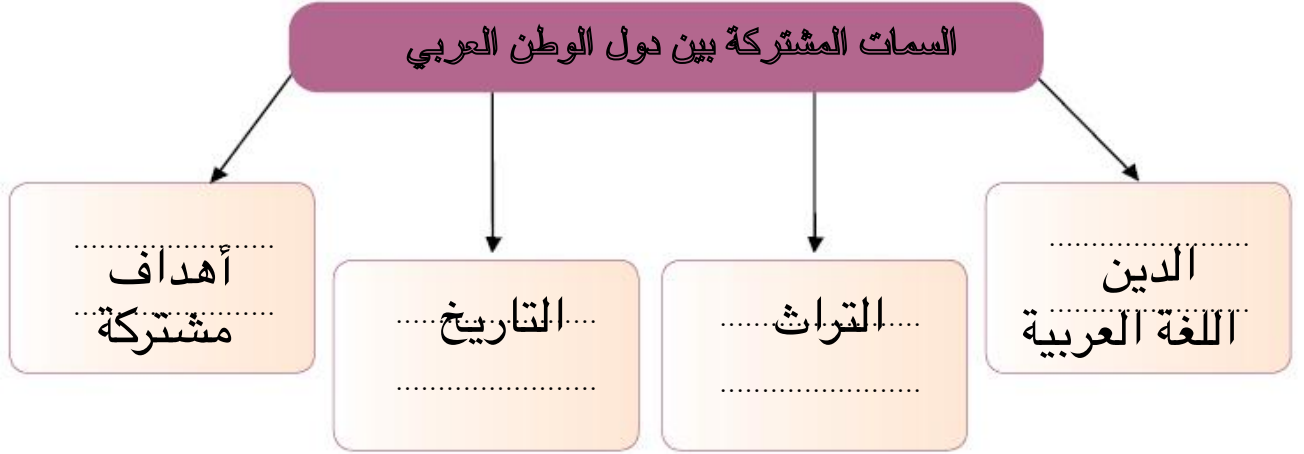 السمات المشتركة بين دول الوطن العربي
الدين
اللغة العربية
التراث
التاريخ
أهداف
مشتركة